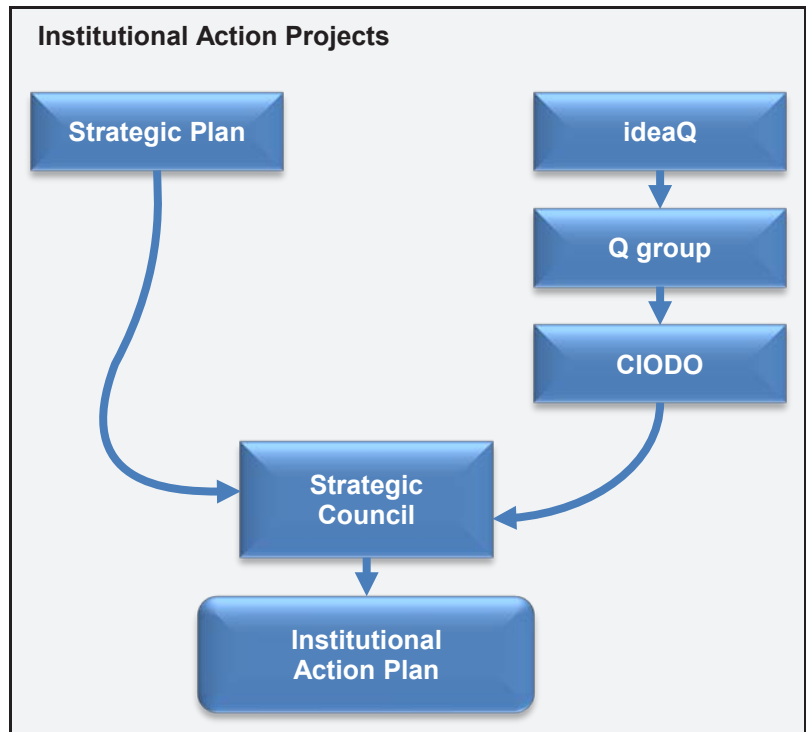 Institutional Action Projects
Strategic Plan
ideaQ
Q group
CIODO
Strategic
Council
Institutional
Action Plan